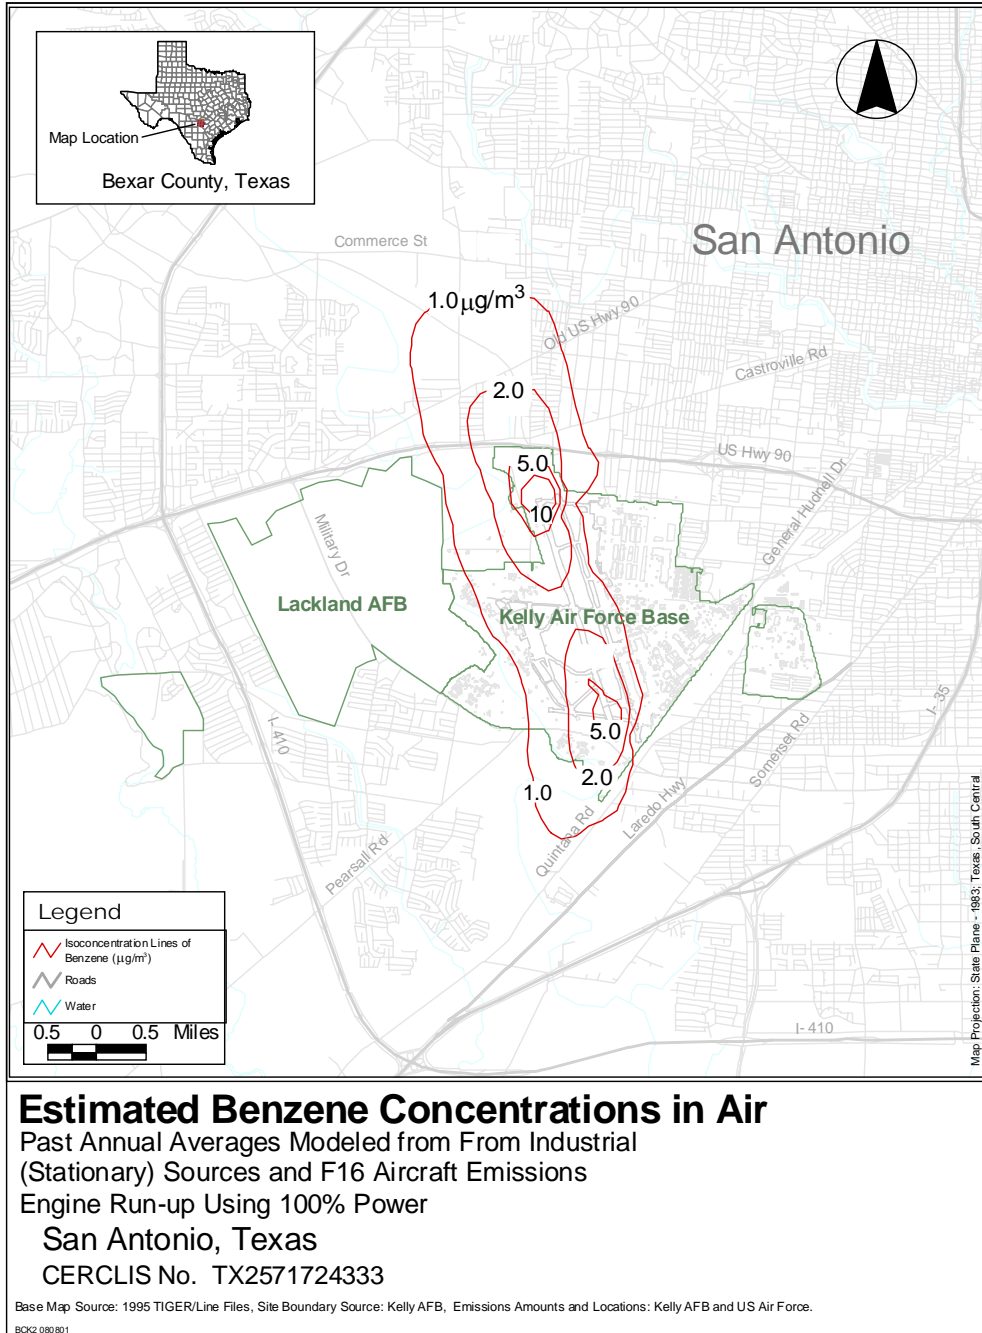 Map Location
Bexar County, Texas
San Antonio
Commerce St
1.0 µg/m³
Old US Hwy 90
Castroville Rd
2.0
US Hwy 90
5.0
General Hudnell Dr
10
Military Dr
Lackland AFB
Kelly Air Force Base
I-35
I-410
5.0
Somerset Rd
2.0
1.0
Laredo Hwy
Quintana Rd
Pearsall Rd
Map Projection: State Plane - 1983; Texas, South Central
Legend
Isoconcentration Lines of
Benzene (µg/m³)
Roads
Water
0.5 0 0.5 Miles
I-410
Estimated Benzene Concentrations in Air
Past Annual Averages Modeled from From Industrial
(Stationary) Sources and F16 Aircraft Emissions
Engine Run-up Using 100% Power
San Antonio, Texas
CERCLIS No. TX2571724333
Base Map Source: 1995 TIGER/Line Files, Site Boundary Source: Kelly AFB, Emissions Amounts and Locations: Kelly AFB and US Air Force.
BCK2 080801